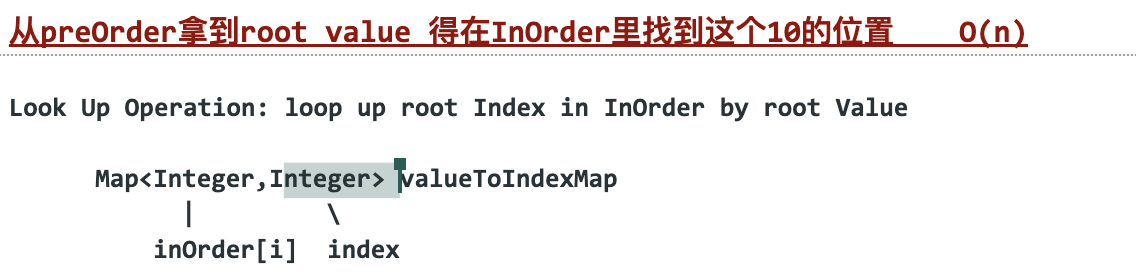 从preOrder拿到root value 得在InOrder里找到这个10的位置    O(n)
Look Up Operation: loop up root Index in InOrder by root Value
Map<Integer,Integer> valueToIndexMap
|         \
inOrder[i]  index